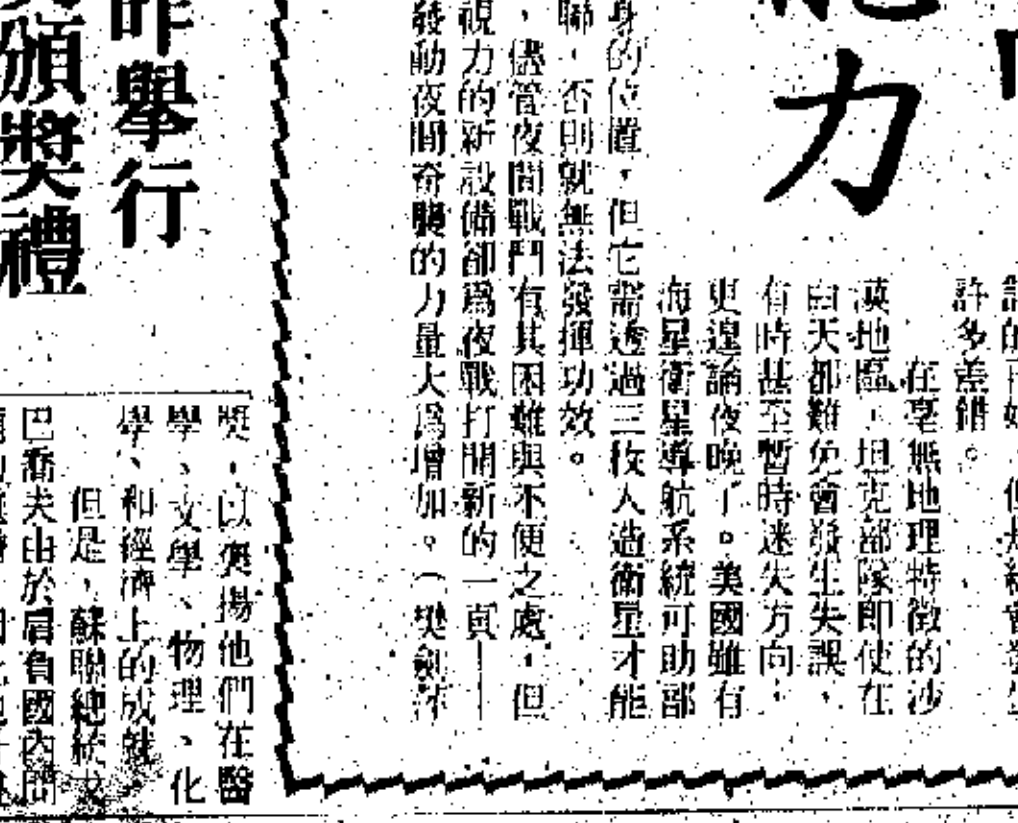 能力
許多差錯。
在毫無地理特徵的沙
漠地區，坦克部隊即使在
白天都難免會發生失誤，
有時甚至暫時迷失方向，
更遑論夜晚了。美國雖有
海星衛星導航系統可助部
身的位置，但它需透過三枚人造衛星才能
聯，否則就無法發揮功效。
，儘管夜間戰鬥有其困難與不便之處，但
視力的新設備卻為夜戰打開新的一頁——
發動夜間奇襲的力量大為增加。（樊劍萍
昨舉行
頒獎禮
獎，以奬揚他們在醫
學、文學、物理、化
學、和經濟上的成就。
但是，蘇聯總統戈
巴喬夫由於肩負國內問